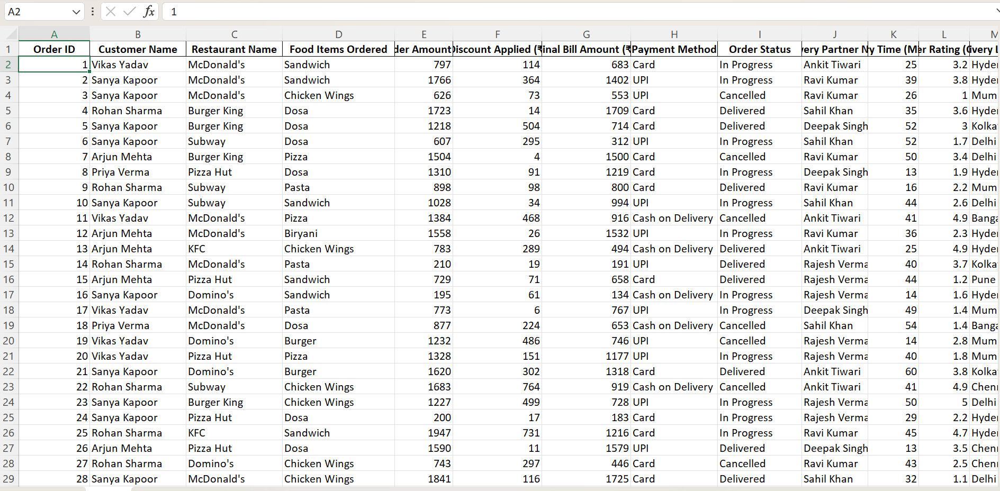 A2 fx 1
A B C D E F G H I J K L M
1 Order ID Customer Name Restaurant Name Food Items Ordered der Amount Discount Applied (₹ inal Bill Amount (₹ Payment Method Order Status very Partner N y Time (M er Rating ( ivery L
2 1 Vikas Yadav McDonald's Sandwich 797 114 683 Card In Progress Ankit Tiwari 25 3.2 Hyder
3 2 Sanya Kapoor McDonald's Sandwich 1766 364 1402 UPI In Progress Ravi Kumar 39 3.8 Hyder
4 3 Sanya Kapoor McDonald's Chicken Wings 626 73 553 UPI Cancelled Ravi Kumar 26 1 Mum
5 4 Rohan Sharma Burger King Dosa 1723 14 1709 Card Delivered Sahil Khan 35 3.6 Hyder
6 5 Sanya Kapoor Burger King Dosa 1218 504 714 Card Delivered Deepak Singh 52 3 Kolka
7 6 Sanya Kapoor Subway Dosa 607 295 312 UPI In Progress Sahil Khan 52 1.7 Delhi
8 7 Arjun Mehta Burger King Pizza 1504 4 1500 Card Cancelled Ravi Kumar 50 3.4 Delhi
9 8 Priya Verma Pizza Hut Dosa 1310 91 1219 Card In Progress Deepak Singh 13 1.9 Hyder
10 9 Rohan Sharma Subway Pasta 898 98 800 Card Delivered Ravi Kumar 16 2.2 Mum
11 10 Sanya Kapoor Subway Sandwich 1028 34 994 UPI In Progress Sahil Khan 44 2.6 Delhi
12 11 Vikas Yadav McDonald's Pizza 1384 468 916 Cash on Delivery Cancelled Ankit Tiwari 41 4.9 Banga
13 12 Arjun Mehta McDonald's Biryani 1558 26 1532 UPI In Progress Ravi Kumar 36 2.3 Hyder
14 13 Arjun Mehta KFC Chicken Wings 783 289 494 Cash on Delivery Delivered Ankit Tiwari 25 4.9 Hyder
15 14 Rohan Sharma McDonald's Pasta 210 19 191 UPI Delivered Rajesh Verma 40 3.7 Kolka
16 15 Arjun Mehta Pizza Hut Sandwich 729 71 658 Card Delivered Rajesh Verma 44 1.2 Pune
17 16 Sanya Kapoor Domino's Sandwich 195 61 134 Cash on Delivery In Progress Rajesh Verma 14 1.6 Hyder
18 17 Vikas Yadav McDonald's Pasta 773 6 767 UPI In Progress Deepak Singh 49 1.4 Mum
19 18 Priya Verma McDonald's Dosa 877 224 653 Cash on Delivery Cancelled Sahil Khan 54 1.4 Banga
20 19 Vikas Yadav Domino's Burger 1232 486 746 UPI Cancelled Rajesh Verma 14 2.8 Mum
21 20 Vikas Yadav Pizza Hut Pizza 1328 151 1177 UPI In Progress Rajesh Verma 40 1.8 Mum
22 21 Sanya Kapoor Domino's Burger 1620 302 1318 Card Delivered Ankit Tiwari 60 3.8 Kolka
23 22 Rohan Sharma Subway Chicken Wings 1683 764 919 Cash on Delivery Cancelled Ankit Tiwari 41 4.9 Chenn
24 23 Sanya Kapoor Burger King Chicken Wings 1227 499 728 UPI In Progress Rajesh Verma 50 5 Delhi
25 24 Sanya Kapoor Pizza Hut Dosa 200 17 183 Card In Progress Rajesh Verma 29 2.2 Hyder
26 25 Rohan Sharma KFC Sandwich 1947 731 1216 Card In Progress Ravi Kumar 45 4.7 Hyder
27 26 Arjun Mehta Pizza Hut Dosa 1590 11 1579 UPI Delivered Deepak Singh 13 3.5 Chenn
28 27 Rohan Sharma Domino's Chicken Wings 743 297 446 Card Cancelled Ravi Kumar 43 2.5 Chenn
29 28 Sanya Kapoor McDonald's Chicken Wings 1841 116 1725 Card Delivered Sahil Khan 32 1.1 Delhi